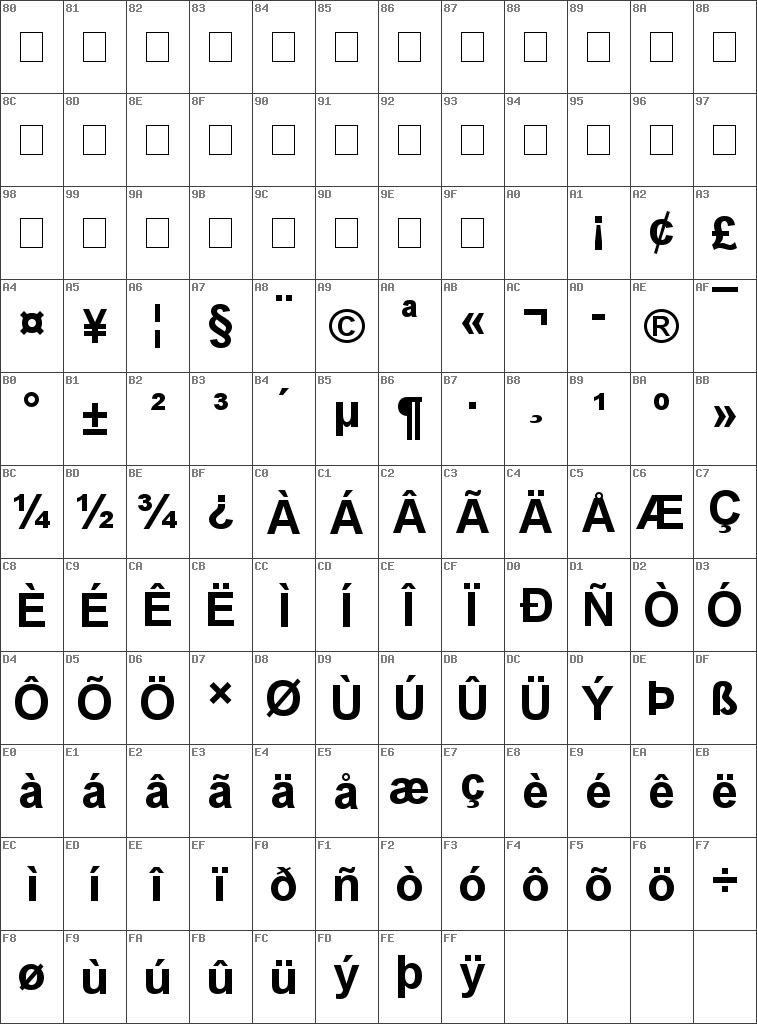 80 81 82 83 84 85 86 87 88 89 8A 8B
8C 8D 8E 8F 90 91 92 93 94 95 96 97
98 99 9A 9B 9C 9D 9E 9F A0 A1 A2 A3
¡ ¢ £
A4 A5 A6 A7 A8 A9 AA AB AC AD AE AF
¤ ¥ ¦ § ¨ © ª « ¬ - ® ¯
B0 B1 B2 B3 B4 B5 B6 B7 B8 B9 BA BB
° ± ² ³ ´ µ ¶ · ¸ ¹ º »
BC BD BE BF C0 C1 C2 C3 C4 C5 C6 C7
¼ ½ ¾ ¿ À Á Â Ã Ä Å Æ Ç
C8 C9 CA CB CC CD CE CF D0 D1 D2 D3
È É Ê Ë Ì Í Î Ï Ð Ñ Ò Ó
D4 D5 D6 D7 D8 D9 DA DB DC DD DE DF
Ô Õ Ö × Ø Ù Ú Û Ü Ý Þ ß
E0 E1 E2 E3 E4 E5 E6 E7 E8 E9 EA EB
à á â ã ä å æ ç è é ê ë
EC ED EE EF F0 F1 F2 F3 F4 F5 F6 F7
ì í î ï ð ñ ò ó ô õ ö ÷
F8 F9 FA FB FC FD FE FF
ø ù ú û ü ý þ ÿ